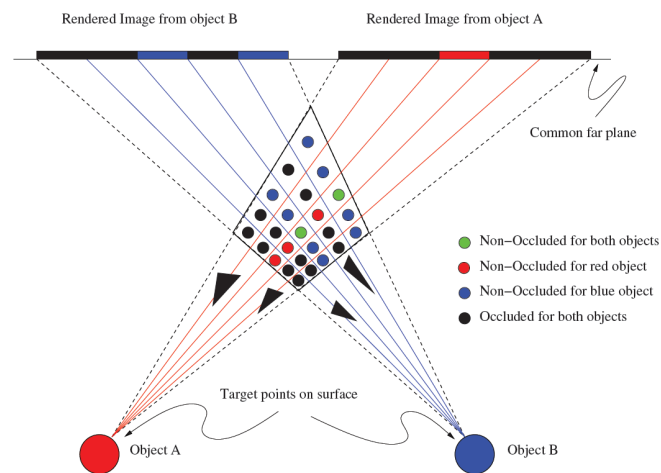 Rendered Image from object B
Rendered Image from object A
Common far plane
Non-Occluded for both objects
Non-Occluded for red object
Non-Occluded for blue object
Occluded for both objects
Target points on surface
Object A
Object B